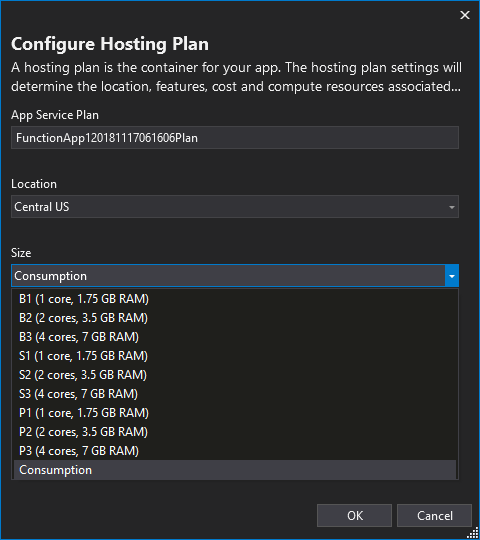 Configure Hosting Plan
A hosting plan is the container for your app. The hosting plan settings will
determine the location, features, cost and compute resources associated...
App Service Plan
FunctionApp120181117061606Plan
Location
Central US
Size
Consumption
B1 (1 core, 1.75 GB RAM)
B2 (2 cores, 3.5 GB RAM)
B3 (4 cores, 7 GB RAM)
S1 (1 core, 1.75 GB RAM)
S2 (2 cores, 3.5 GB RAM)
S3 (4 cores, 7 GB RAM)
P1 (1 core, 1.75 GB RAM)
P2 (2 cores, 3.5 GB RAM)
P3 (4 cores, 7 GB RAM)
Consumption
OK
Cancel